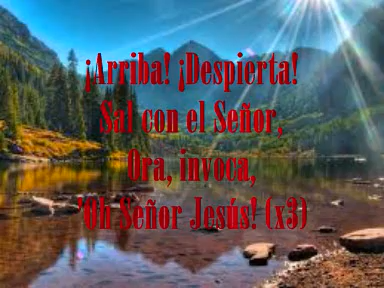 ¡Arriba! ¡Despierta!
Sal con el Señor,
Ora, invoca,
'Oh Señor Jesús! (x3)